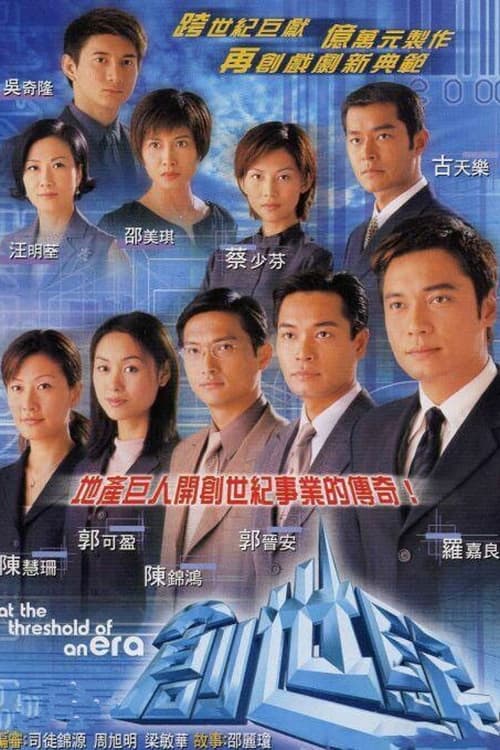 跨世紀巨獻 億萬元製作
再創戲劇新典範
吳奇隆
古天樂
汪明荃
邵美琪
蔡少芬
地產巨人開創世紀事業的傳奇！
陳慧珊
郭可盈
陳錦鴻
郭晉安
羅嘉良
at the
threshold of
an era
創世紀
編審：司徒錦源 周旭明 梁敏華 故事：邵麗瓊